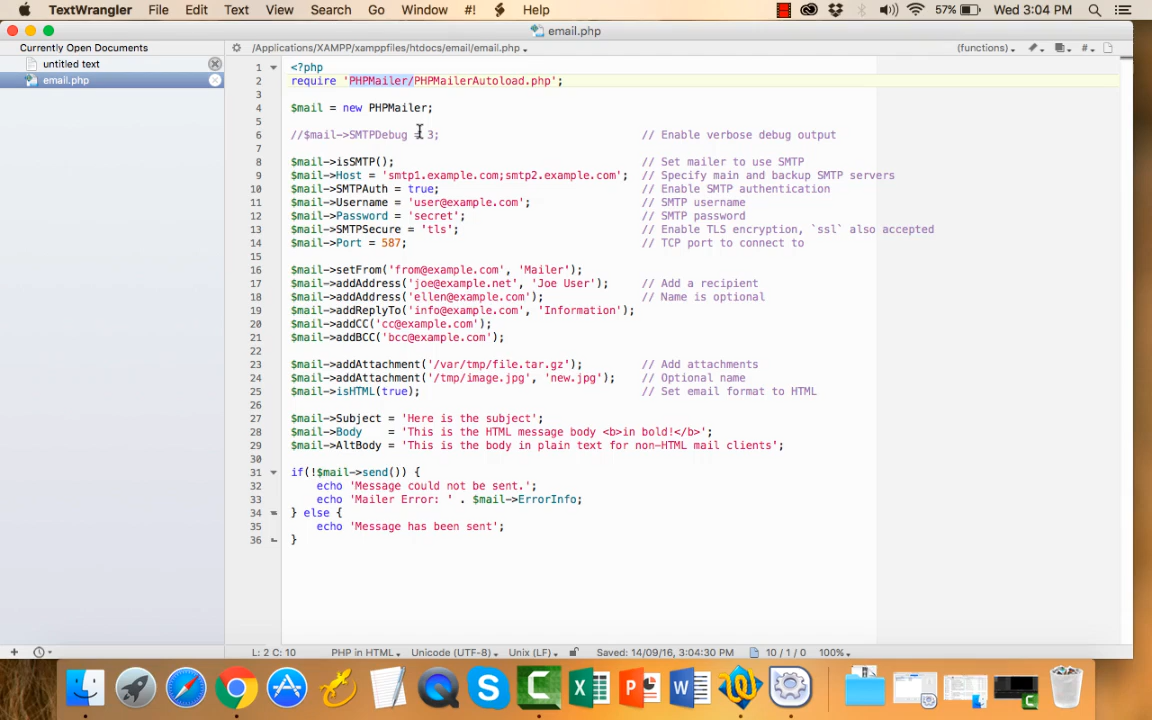 TextWrangler File Edit Text View Search Go Window #! Help 57% Wed 3:04 PM
email.php
Currently Open Documents
/Applications/XAMPP/xamppfiles/htdocs/email/email.php
(functions)
untitled text
email.php
1 <?php
2 require 'PHPMailer/PHPMailerAutoload.php';
3
4 $mail = new PHPMailer;
5
6 //$mail->SMTPDebug = 3; // Enable verbose debug output
7
8 $mail->isSMTP(); // Set mailer to use SMTP
9 $mail->Host = 'smtp1.example.com;smtp2.example.com'; // Specify main and backup SMTP servers
10 $mail->SMTPAuth = true; // Enable SMTP authentication
11 $mail->Username = 'user@example.com'; // SMTP username
12 $mail->Password = 'secret'; // SMTP password
13 $mail->SMTPSecure = 'tls'; // Enable TLS encryption, `ssl` also accepted
14 $mail->Port = 587; // TCP port to connect to
15
16 $mail->setFrom('from@example.com', 'Mailer');
17 $mail->addAddress('joe@example.net', 'Joe User'); // Add a recipient
18 $mail->addAddress('ellen@example.com'); // Name is optional
19 $mail->addReplyTo('info@example.com', 'Information');
20 $mail->addCC('cc@example.com');
21 $mail->addBCC('bcc@example.com');
22
23 $mail->addAttachment('/var/tmp/file.tar.gz'); // Add attachments
24 $mail->addAttachment('/tmp/image.jpg', 'new.jpg'); // Optional name
25 $mail->isHTML(true); // Set email format to HTML
26
27 $mail->Subject = 'Here is the subject';
28 $mail->Body    = 'This is the HTML message body <b>in bold!</b>';
29 $mail->AltBody = 'This is the body in plain text for non-HTML mail clients';
30
31 if(!$mail->send()) {
32 echo 'Message could not be sent.';
33 echo 'Mailer Error: ' . $mail->ErrorInfo;
34 } else {
35 echo 'Message has been sent';
36 }
L: 2 C: 10 PHP in HTML Unicode (UTF-8) Unix (LF) Saved: 14/09/16, 3:04:30 PM 10 / 1 / 0 100%